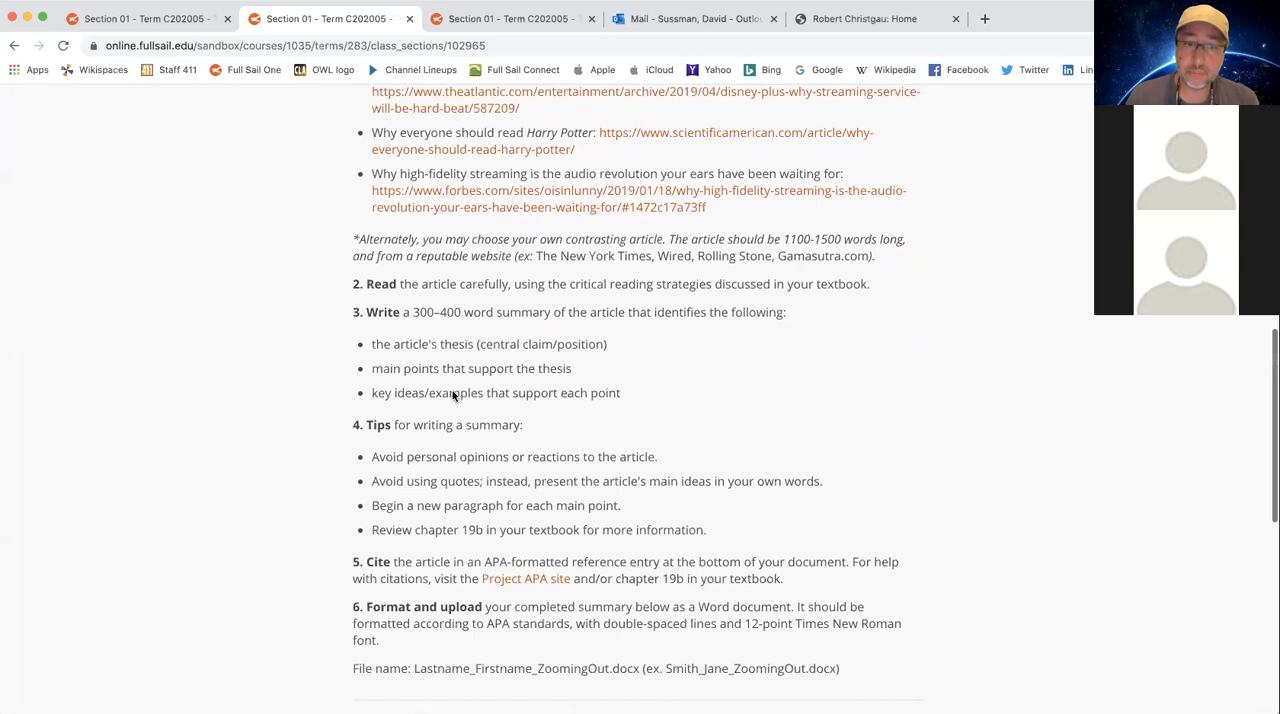 Section 01 - Term C202005 -
Section 01 - Term C202005 -
Section 01 - Term C202005 -
Mail - Sussman, David - Outlo
Robert Christgau: Home
online.fullsail.edu/sandbox/courses/1035/terms/283/class_sections/102965
Apps Wikispaces Staff 411 Full Sail One OWL logo Channel Lineups Full Sail Connect Apple iCloud Yahoo Bing Google Wikipedia Facebook Twitter Lin
https://www.theatlantic.com/entertainment/archive/2019/04/disney-plus-why-streaming-service-
will-be-hard-beat/587209/
• Why everyone should read Harry Potter: https://www.scientificamerican.com/article/why-
everyone-should-read-harry-potter/
• Why high-fidelity streaming is the audio revolution your ears have been waiting for:
https://www.forbes.com/sites/oisinlunny/2019/01/18/why-high-fidelity-streaming-is-the-audio-
revolution-your-ears-have-been-waiting-for/#1472c17a73ff
*Alternately, you may choose your own contrasting article. The article should be 1100-1500 words long,
and from a reputable website (ex: The New York Times, Wired, Rolling Stone, Gamasutra.com).
2. Read the article carefully, using the critical reading strategies discussed in your textbook.
3. Write a 300–400 word summary of the article that identifies the following:
• the article's thesis (central claim/position)
• main points that support the thesis
• key ideas/examples that support each point
4. Tips for writing a summary:
• Avoid personal opinions or reactions to the article.
• Avoid using quotes; instead, present the article's main ideas in your own words.
• Begin a new paragraph for each main point.
• Review chapter 19b in your textbook for more information.
5. Cite the article in an APA-formatted reference entry at the bottom of your document. For help
with citations, visit the Project APA site and/or chapter 19b in your textbook.
6. Format and upload your completed summary below as a Word document. It should be
formatted according to APA standards, with double-spaced lines and 12-point Times New Roman
font.
File name: Lastname_Firstname_ZoomingOut.docx (ex. Smith_Jane_ZoomingOut.docx)